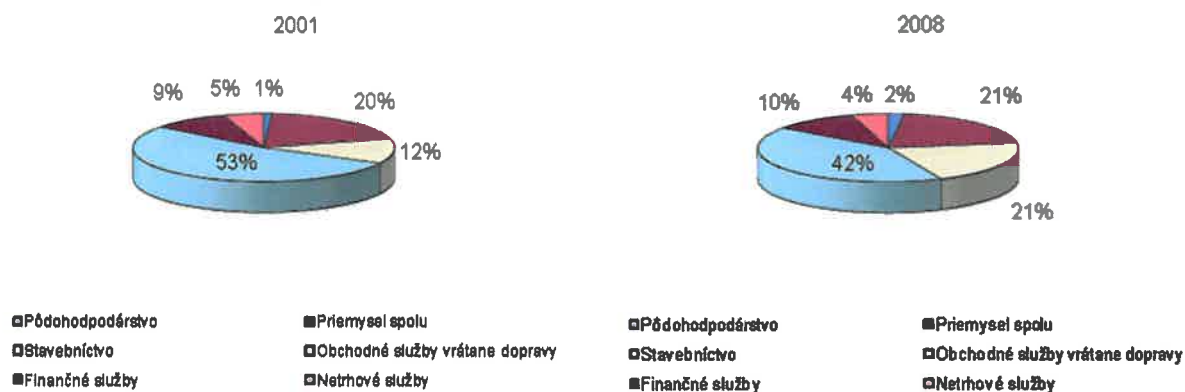 2001
9% 5% 1% 20%
12%
53%
Pôdohodpodárstvo Priemysel spolu
Stavebníctvo Obchodné služby vrátane dopravy
Finančné služby Netrhové služby
2008
10% 4% 2% 21%
42%
21%
Pôdohodpodárstvo Priemysel spolu
Stavebníctvo Obchodné služby vrátane dopravy
Finančné služby Netrhové služby